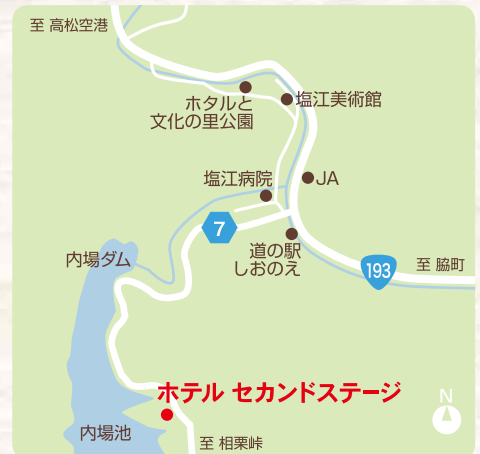 至 高松空港
塩江美術館
ホタルと
文化の里公園
塩江病院
JA
7
道の駅
しおのえ
内場ダム
193
至 脇町
ホテル セカンドステージ
N
内場池
至 相栗峠